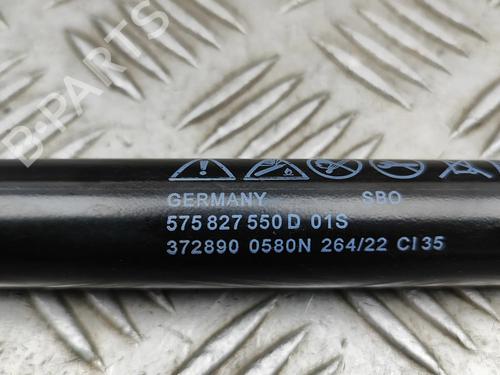 B-PARTS
GERMANY SBO
575 827 550 D 01S
372890 0580N 264/22 CI 35